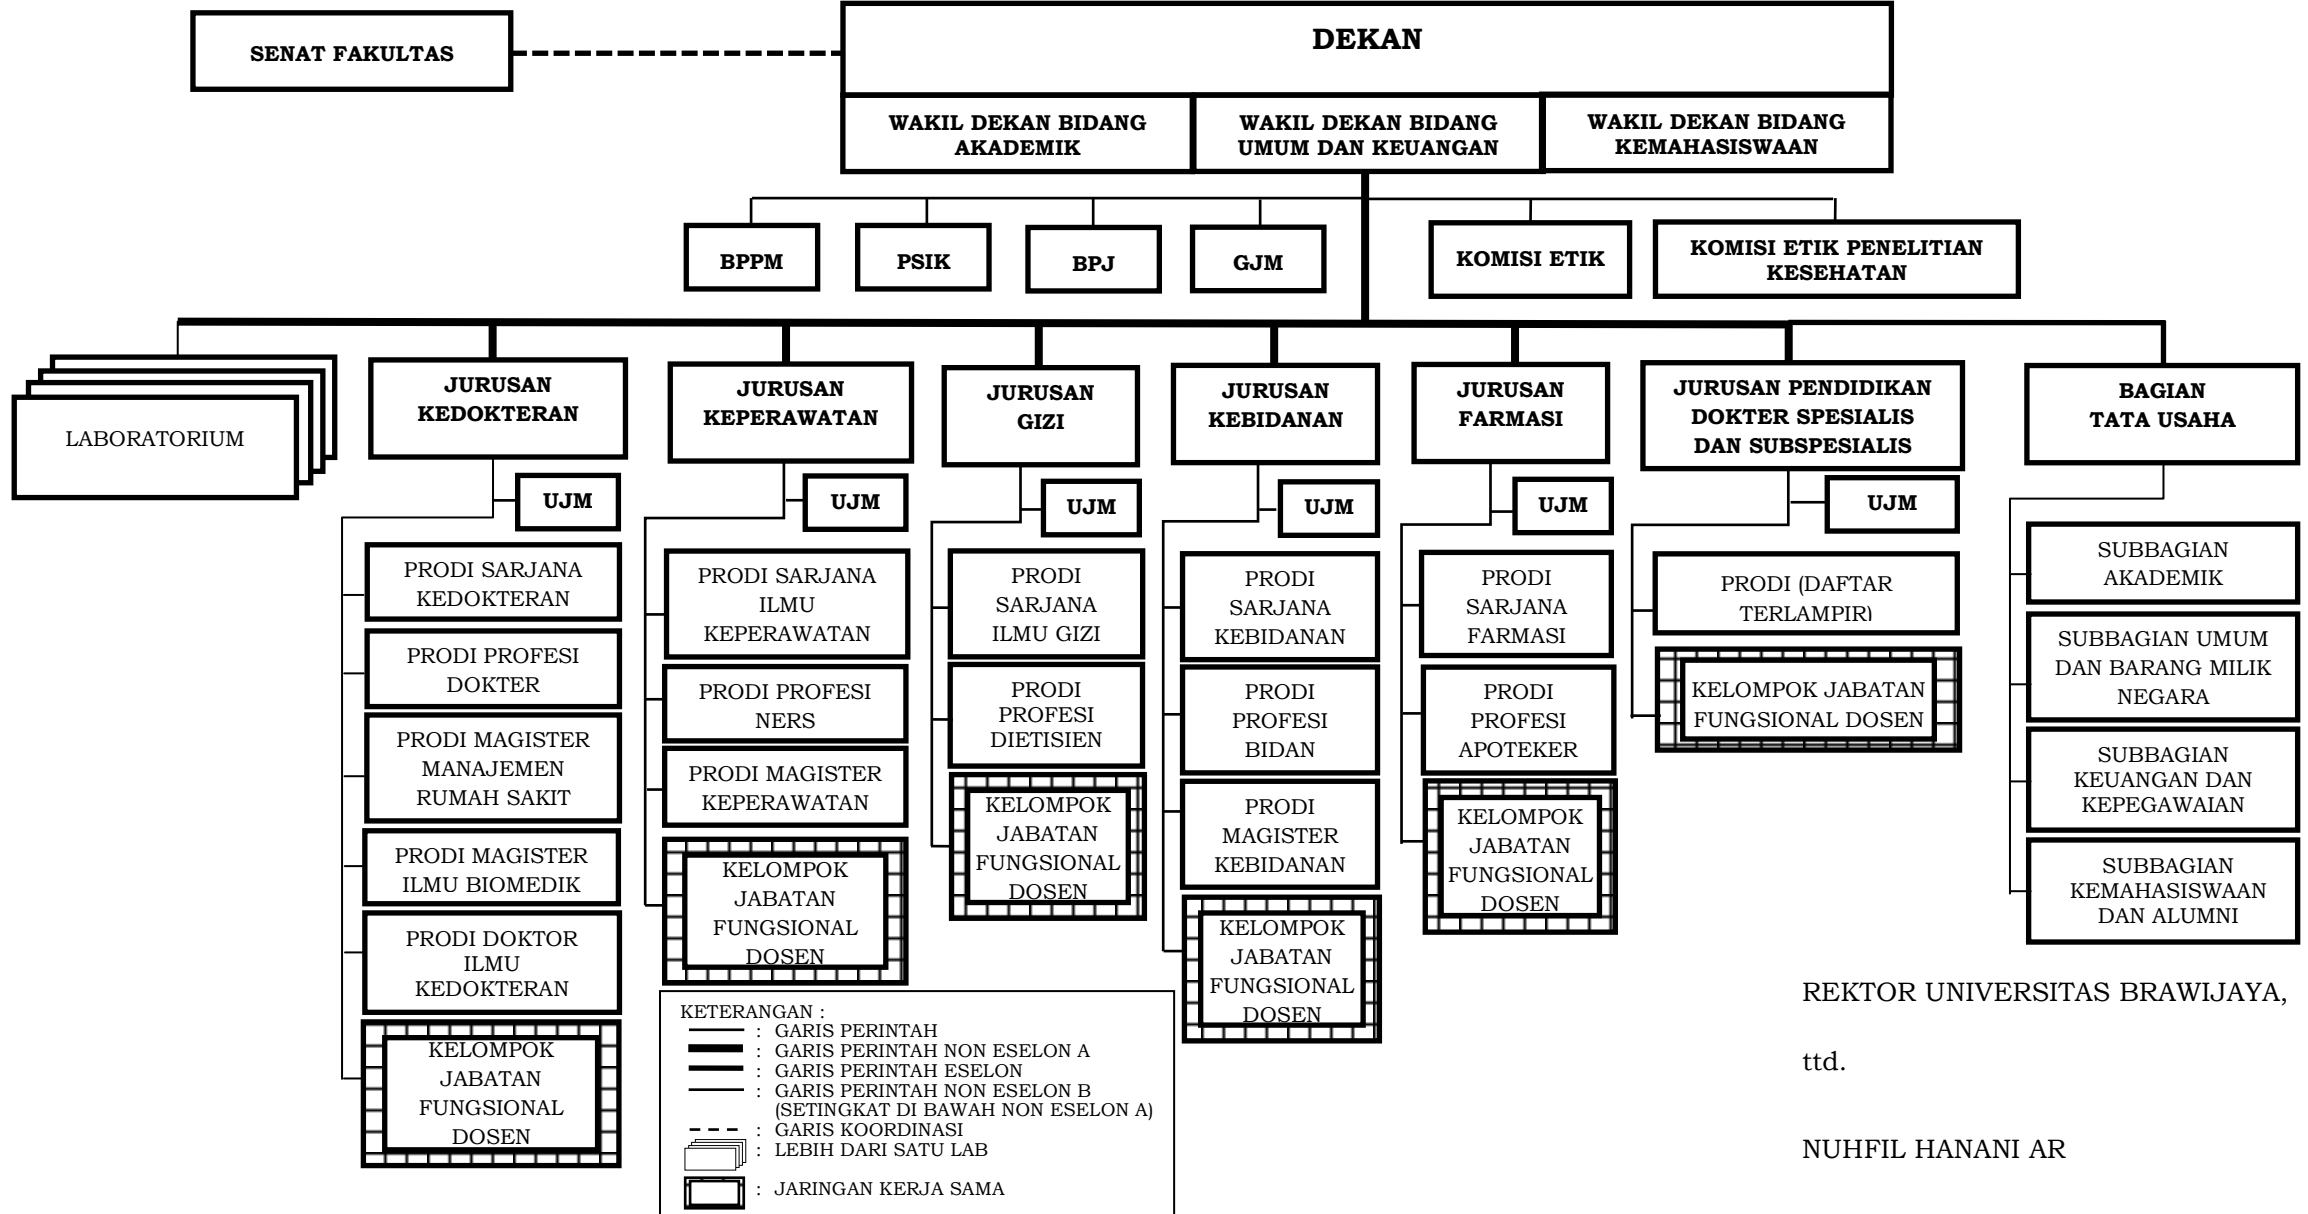 SENAT FAKULTAS
DEKAN
WAKIL DEKAN BIDANG
AKADEMIK
WAKIL DEKAN BIDANG
UMUM DAN KEUANGAN
WAKIL DEKAN BIDANG
KEMAHASISWAAN
BPPM
PSIK
BPJ
GJM
KOMISI ETIK
KOMISI ETIK PENELITIAN
KESEHATAN
LABORATORIUM
JURUSAN
KEDOKTERAN
UJM
PRODI SARJANA
KEDOKTERAN
PRODI PROFESI
DOKTER
PRODI MAGISTER
MANAJEMEN
RUMAH SAKIT
PRODI MAGISTER
ILMU BIOMEDIK
PRODI DOKTOR
ILMU
KEDOKTERAN
KELOMPOK
JABATAN
FUNGSIONAL
DOSEN
JURUSAN
KEPERAWATAN
UJM
PRODI SARJANA
ILMU
KEPERAWATAN
PRODI PROFESI
NERS
PRODI MAGISTER
KEPERAWATAN
KELOMPOK
JABATAN
FUNGSIONAL
DOSEN
JURUSAN
GIZI
UJM
PRODI
SARJANA
ILMU GIZI
PRODI
PROFESI
DIETISIEN
KELOMPOK
JABATAN
FUNGSIONAL
DOSEN
JURUSAN
KEBIDANAN
UJM
PRODI
SARJANA
KEBIDANAN
PRODI
PROFESI
BIDAN
PRODI
MAGISTER
KEBIDANAN
KELOMPOK
JABATAN
FUNGSIONAL
DOSEN
JURUSAN
FARMASI
UJM
PRODI
SARJANA
FARMASI
PRODI
PROFESI
APOTEKER
KELOMPOK
JABATAN
FUNGSIONAL
DOSEN
JURUSAN PENDIDIKAN
DOKTER SPESIALIS
DAN SUBSPESIALIS
UJM
PRODI (DAFTAR
TERLAMPIR)
KELOMPOK JABATAN
FUNGSIONAL DOSEN
BAGIAN
TATA USAHA
SUBBAGIAN
AKADEMIK
SUBBAGIAN UMUM
DAN BARANG MILIK
NEGARA
SUBBAGIAN
KEUANGAN DAN
KEPEGAWAIAN
SUBBAGIAN
KEMAHASISWAAN
DAN ALUMNI
KETERANGAN :
: GARIS PERINTAH
: GARIS PERINTAH NON ESELON A
: GARIS PERINTAH ESELON
: GARIS PERINTAH NON ESELON B
(SETINGKAT DI BAWAH NON ESELON A)
: GARIS KOORDINASI
: LEBIH DARI SATU LAB
: JARINGAN KERJA SAMA
REKTOR UNIVERSITAS BRAWIJAYA,
ttd.
NUHFIL HANANI AR